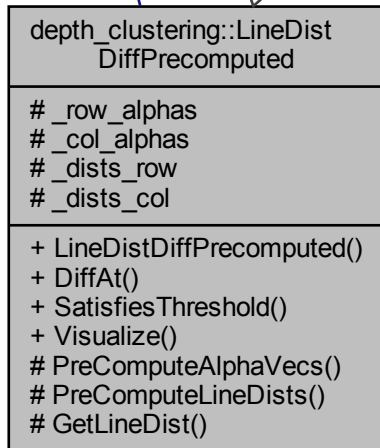 depth_clustering::LineDist
DiffPrecomputed
# _row_alphas
# _col_alphas
# _dists_row
# _dists_col
+ LineDistDiffPrecomputed()
+ DiffAt()
+ SatisfiesThreshold()
+ Visualize()
# PreComputeAlphaVecs()
# PreComputeLineDists()
# GetLineDist()